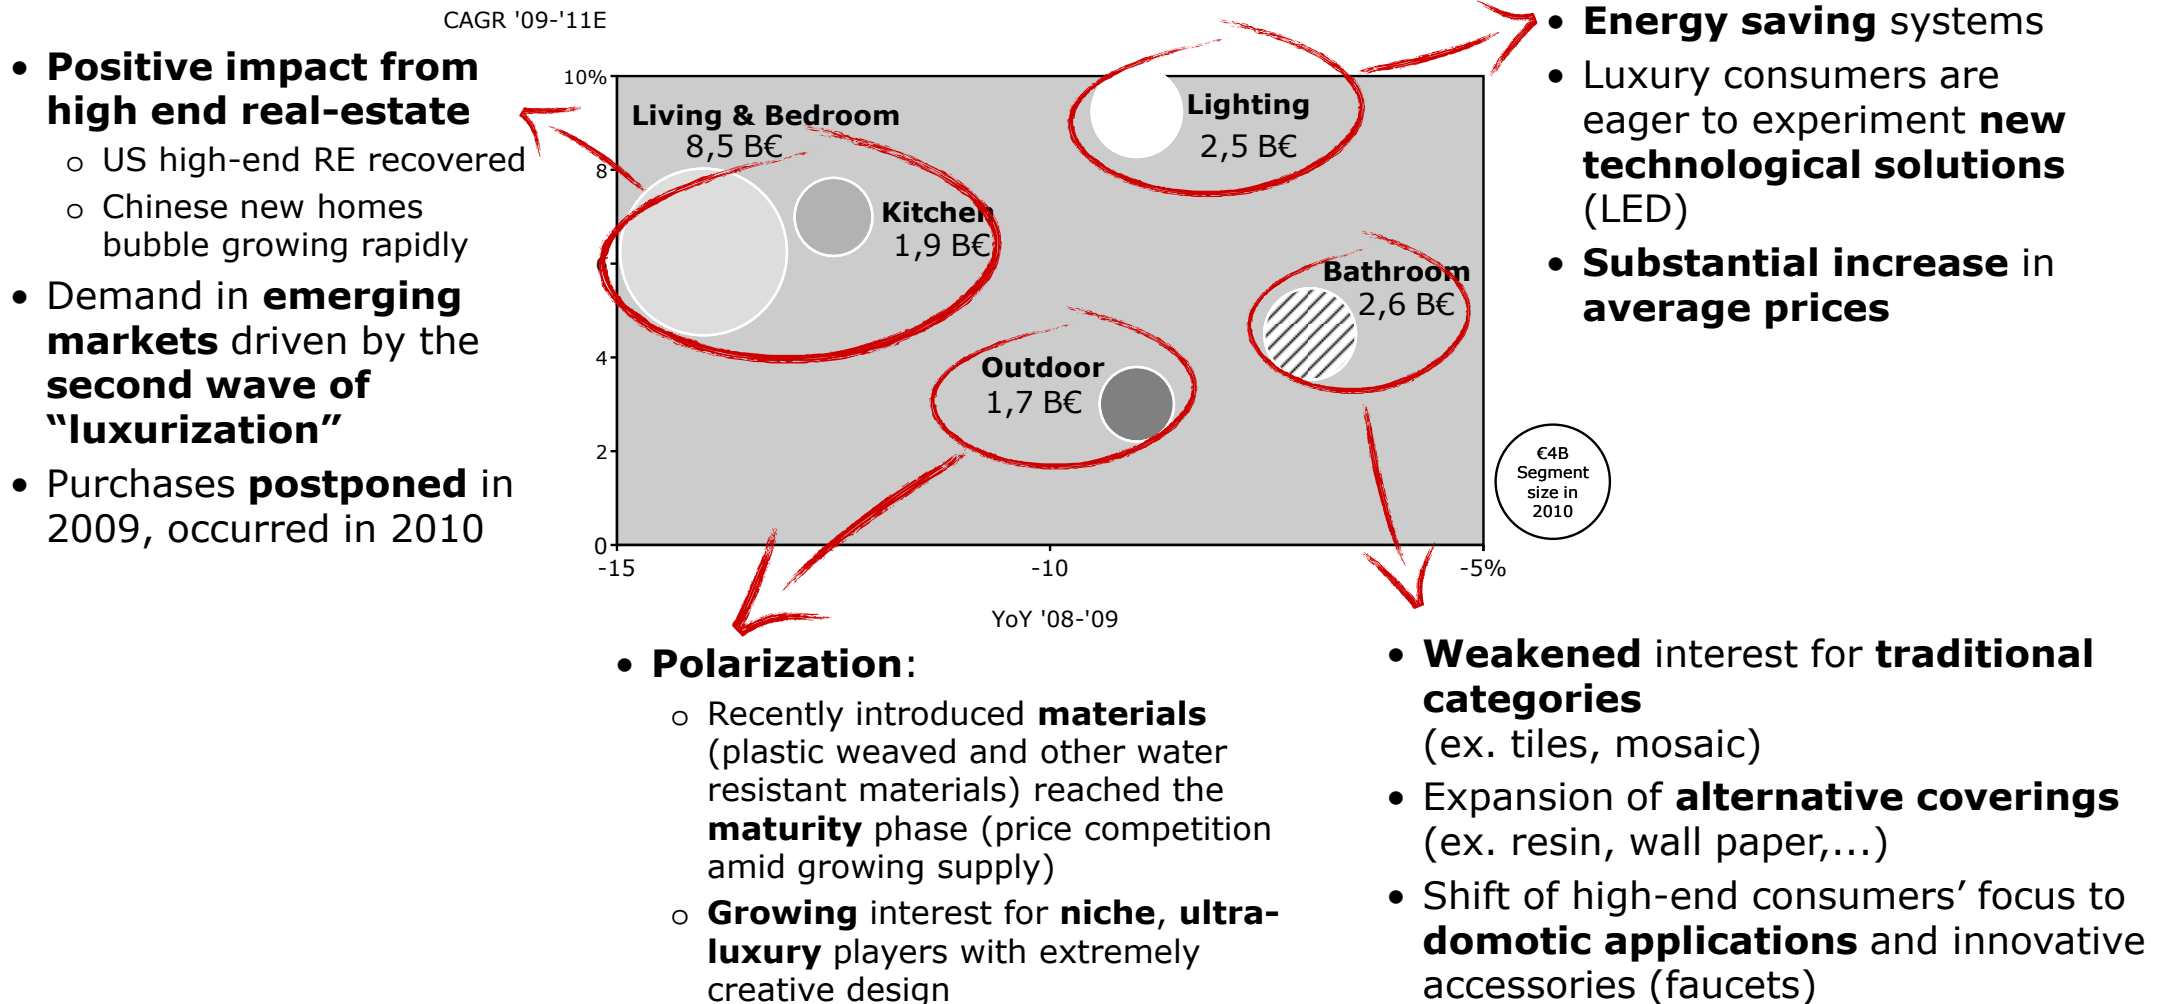 CAGR '09-'11E
• Positive impact from
high end real-estate
o US high-end RE recovered
o Chinese new homes
bubble growing rapidly
• Demand in emerging
markets driven by the
second wave of
“luxurization”
• Purchases postponed in
2009, occurred in 2010
10%
8
6
4
2
0
-15
-10
-5%
YoY '08-'09
Living & Bedroom
8,5 B€
Kitchen
1,9 B€
Lighting
2,5 B€
Bathroom
2,6 B€
Outdoor
1,7 B€
€4B
Segment
size in
2010
• Energy saving systems
• Luxury consumers are
eager to experiment new
technological solutions
(LED)
• Substantial increase in
average prices
• Polarization:
o Recently introduced materials
(plastic weaved and other water
resistant materials) reached the
maturity phase (price competition
amid growing supply)
o Growing interest for niche, ultra-
luxury players with extremely
creative design
• Weakened interest for traditional
categories
(ex. tiles, mosaic)
• Expansion of alternative coverings
(ex. resin, wall paper,...)
• Shift of high-end consumers’ focus to
domotic applications and innovative
accessories (faucets)